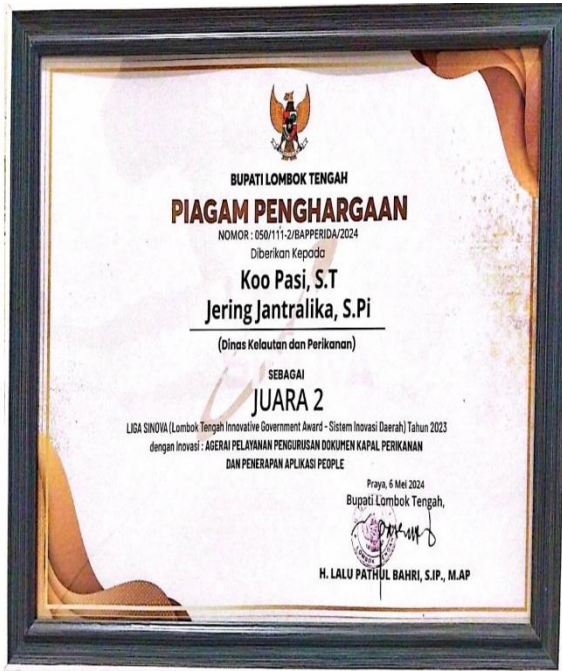 BUPATI LOMBOK TENGAH
PIAGAM PENGHARGAAN
NOMOR : 050/111-2/BAPPERIDA/2024
Diberikan Kepada
Koo Pasi, S.T
Jering Jantralika, S.Pi
(Dinas Kelautan dan Perikanan)
SEBAGAI
JUARA 2
LIGA SINOVA (Lombok Tengah Innovative Government Award - Sistem Inovasi Daerah) Tahun 2023
dengan Inovasi : AGERAI PELAYANAN PENGURUSAN DOKUMEN KAPAL PERIKANAN
DAN PENERAPAN APLIKASI PEOPLE
Praya, 6 Mei 2024
Bupati Lombok Tengah,
H. LALU PATHUL BAHRI, S.IP., M.AP